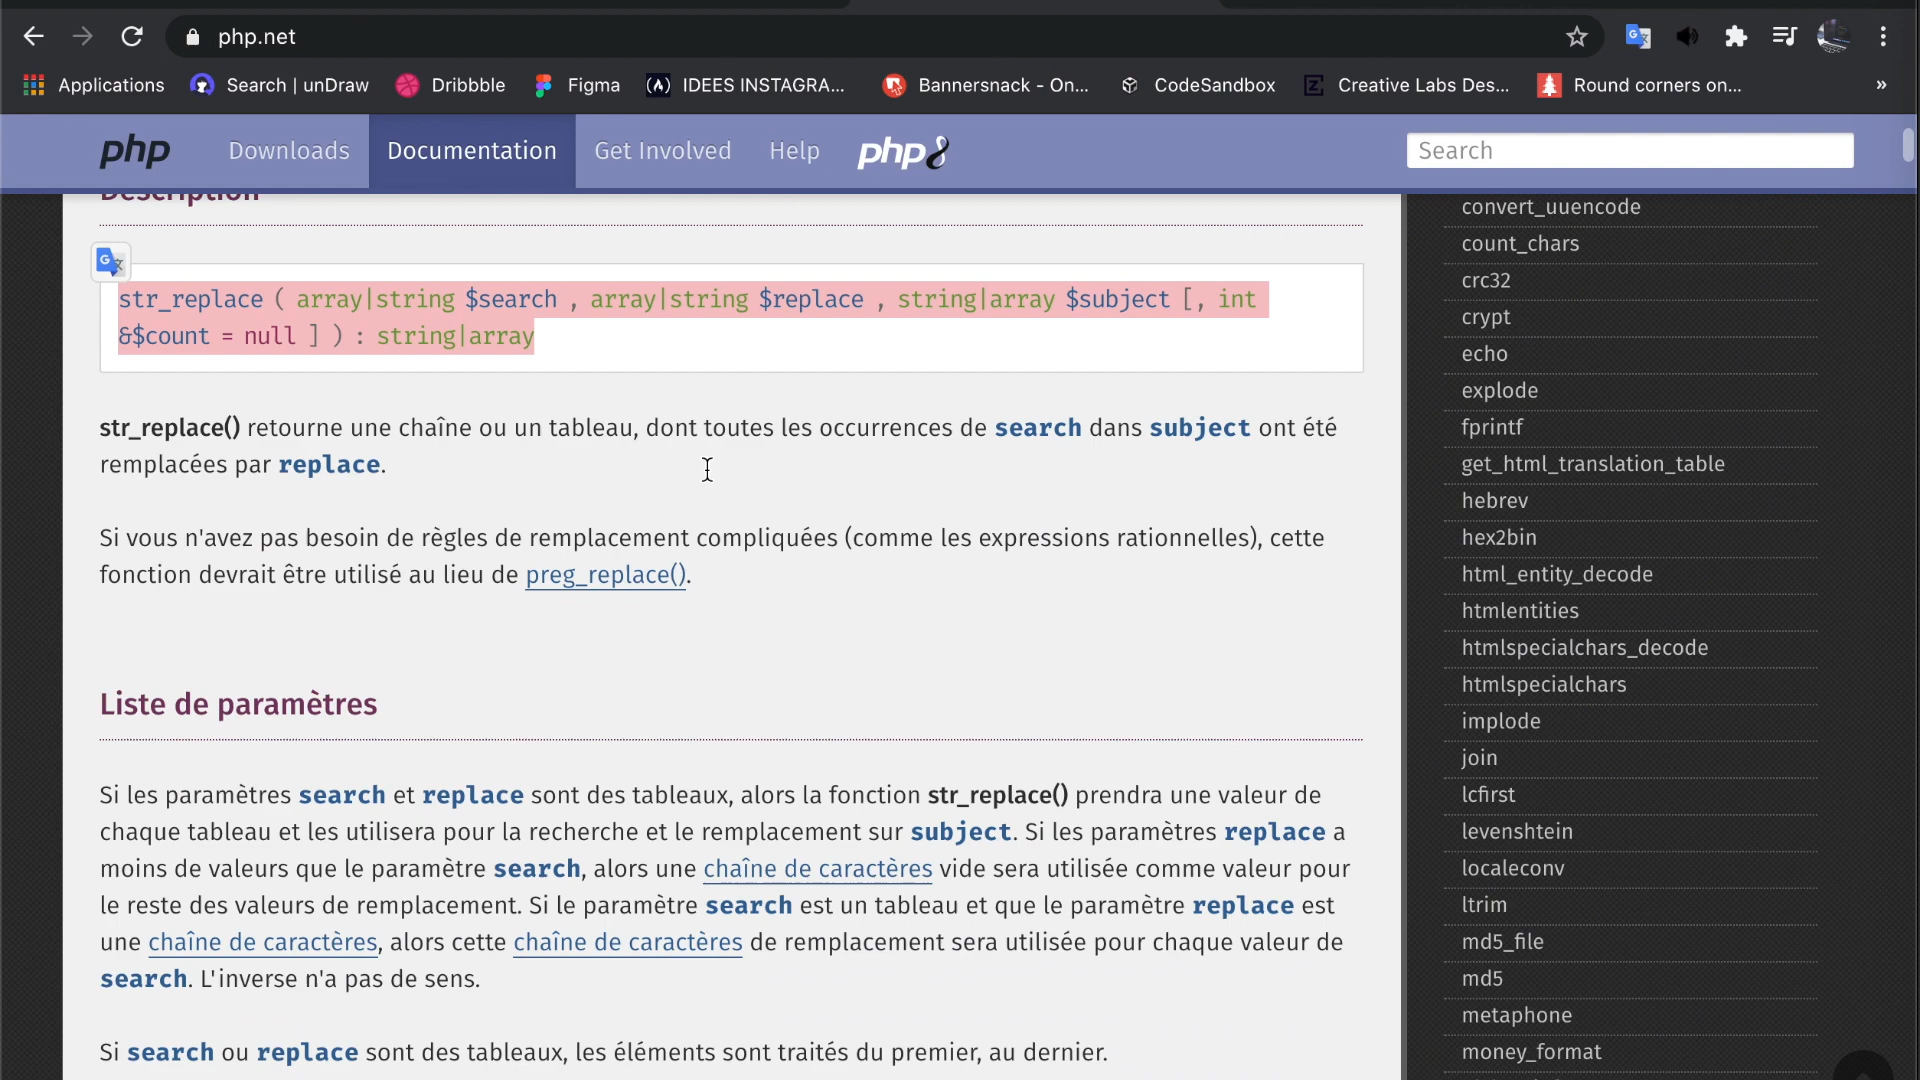 php.net
Applications
Search | unDraw
Dribbble
Figma
IDEES INSTAGRA...
Bannersnack - On...
CodeSandbox
Creative Labs Des...
Round corners on...
»
php
Downloads
Documentation
Get Involved
Help
php8
Search
Description
str_replace ( array|string $search , array|string $replace , string|array $subject [, int
&$count = null ] ) : string|array
str_replace() retourne une chaîne ou un tableau, dont toutes les occurrences de search dans subject ont été
remplacées par replace.
Si vous n'avez pas besoin de règles de remplacement compliquées (comme les expressions rationnelles), cette
fonction devrait être utilisé au lieu de preg_replace().
Liste de paramètres
Si les paramètres search et replace sont des tableaux, alors la fonction str_replace() prendra une valeur de
chaque tableau et les utilisera pour la recherche et le remplacement sur subject. Si les paramètres replace a
moins de valeurs que le paramètre search, alors une chaîne de caractères vide sera utilisée comme valeur pour
le reste des valeurs de remplacement. Si le paramètre search est un tableau et que le paramètre replace est
une chaîne de caractères, alors cette chaîne de caractères de remplacement sera utilisée pour chaque valeur de
search. L'inverse n'a pas de sens.
Si search ou replace sont des tableaux, les éléments sont traités du premier, au dernier.
convert_uuencode
count_chars
crc32
crypt
echo
explode
fprintf
get_html_translation_table
hebrev
hex2bin
html_entity_decode
htmlentities
htmlspecialchars_decode
htmlspecialchars
implode
join
lcfirst
levenshtein
localeconv
ltrim
md5_file
md5
metaphone
money_format